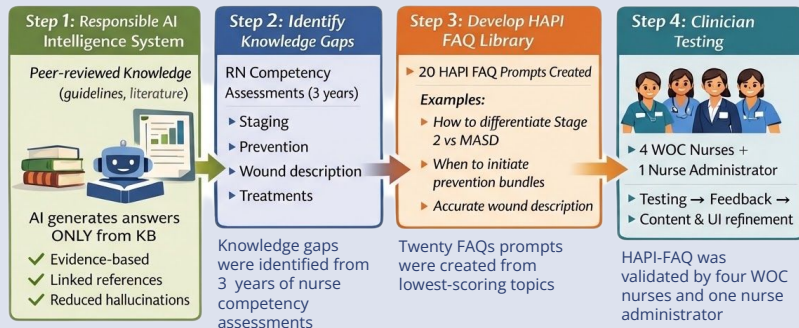 Step 1: Responsible AI
Intelligence System
Peer-reviewed Knowledge
(guidelines, literature)
AI generates answers
ONLY from KB
✓ Evidence-based
✓ Linked references
✓ Reduced hallucinations
Step 2: Identify
Knowledge Gaps
RN Competency
Assessments (3 years)
▸ Staging
▸ Prevention
▸ Wound description
▸ Treatments
Knowledge gaps
were identified from
3 years of nurse
competency
assessments
Step 3: Develop HAPI
FAQ Library
▸ 20 HAPI FAQ Prompts Created
Examples:
▸ How to differentiate Stage
2 vs MASD
▸ When to initiate
prevention bundles
▸ Accurate wound description
Twenty FAQs prompts
were created from
lowest-scoring topics
Step 4: Clinician
Testing
▸ 4 WOC Nurses +
1 Nurse Administrator
▸ Testing → Feedback →
▸ Content & UI refinement
HAPI-FAQ was
validated by four WOC
nurses and one nurse
administrator